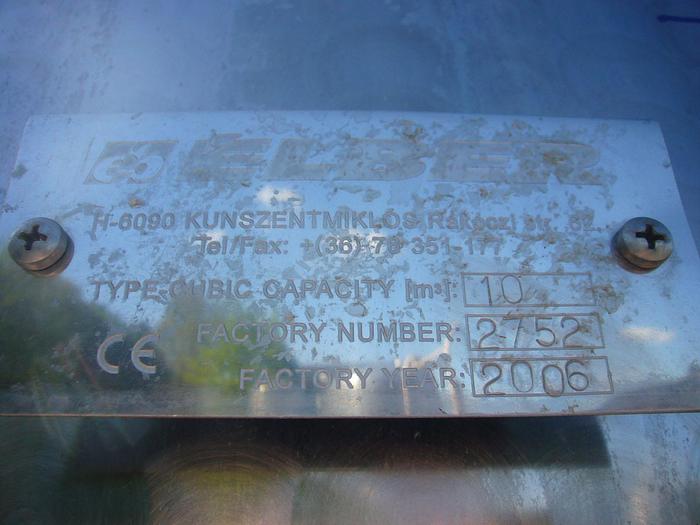 ELBER
H-6090 KUNSZENTMIKLÓS Rákóczi str. 82.
Tel/Fax: +(36)-76-351-177
TYPE-CUBIC CAPACITY [m³]: 10
CE FACTORY NUMBER: 2752
FACTORY YEAR: 2006